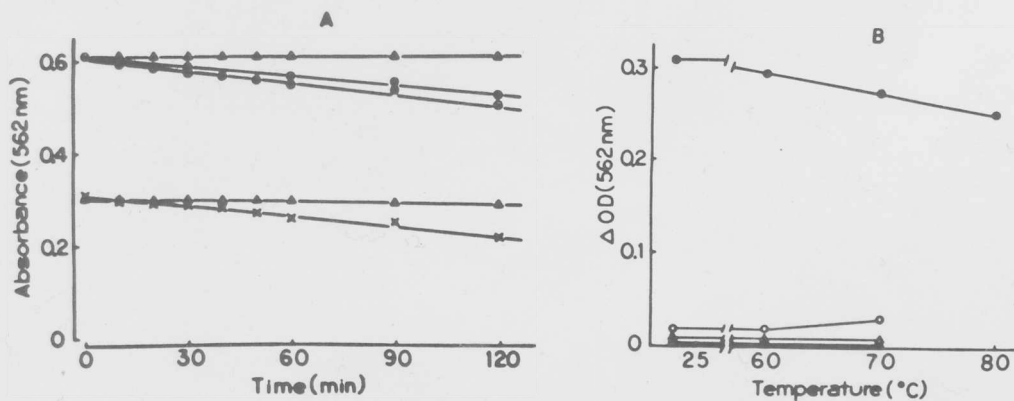 A
Absorbance (562 nm)
0.6
0.4
0.2
0
0
30
60
90
120
Time (min)
B
Δ OD (562 nm)
0.3
0.2
0.1
0
25
60
70
80
Temperature (°C)